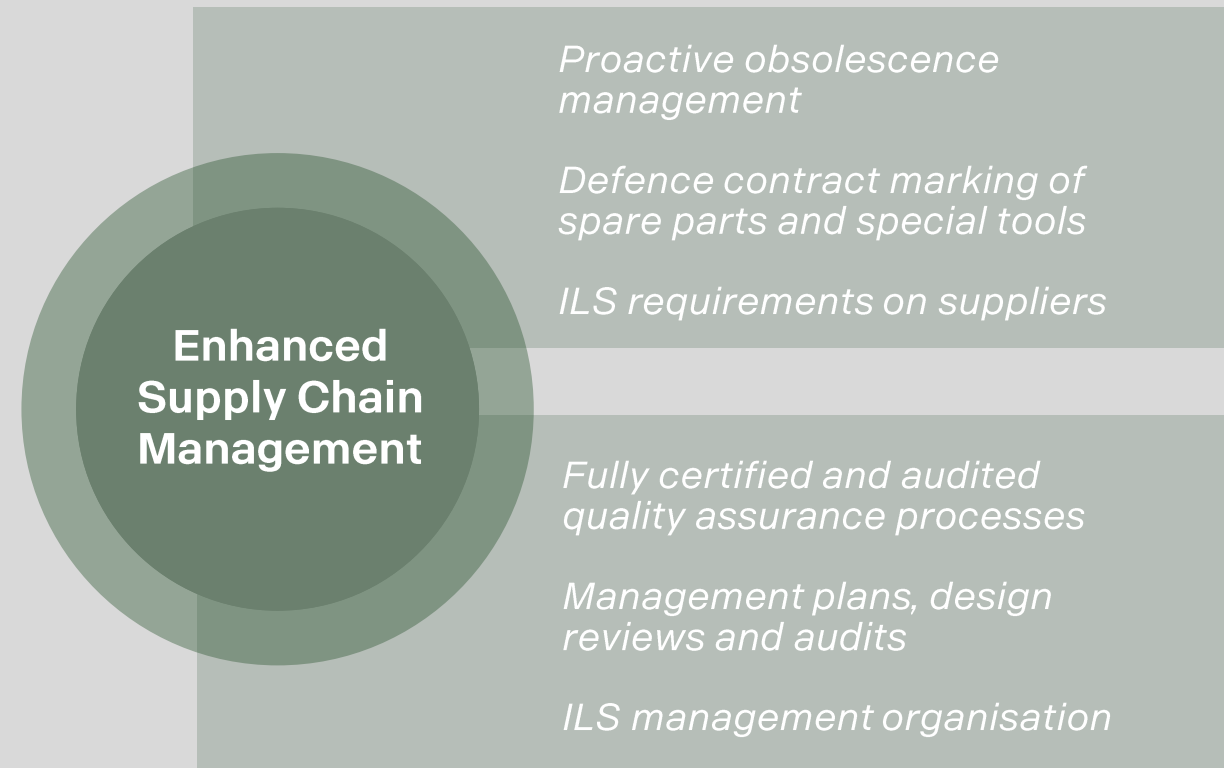 Enhanced
Supply Chain
Management
Proactive obsolescence
management
Defence contract marking of
spare parts and special tools
ILS requirements on suppliers
Fully certified and audited
quality assurance processes
Management plans, design
reviews and audits
ILS management organisation